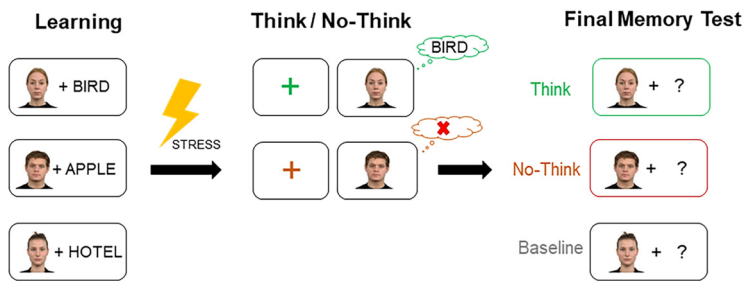 Learning
Think / No-Think
Final Memory Test
+ BIRD
+
BIRD
Think
+ ?
STRESS
+ APPLE
+
No-Think
+ ?
+ HOTEL
Baseline
+ ?